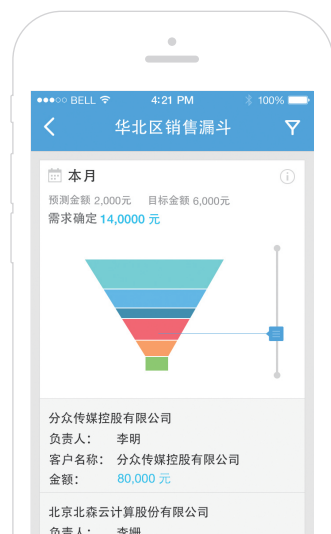 BELL 4:21 PM 100%
华北区销售漏斗
本月
预测金额 2,000元 目标金额 6,000元
需求确定 14,0000 元
分众传媒控股有限公司
负责人： 李明
客户名称： 分众传媒控股有限公司
金额： 80,000 元
北京北森云计算股份有限公司
负责人： 李姗